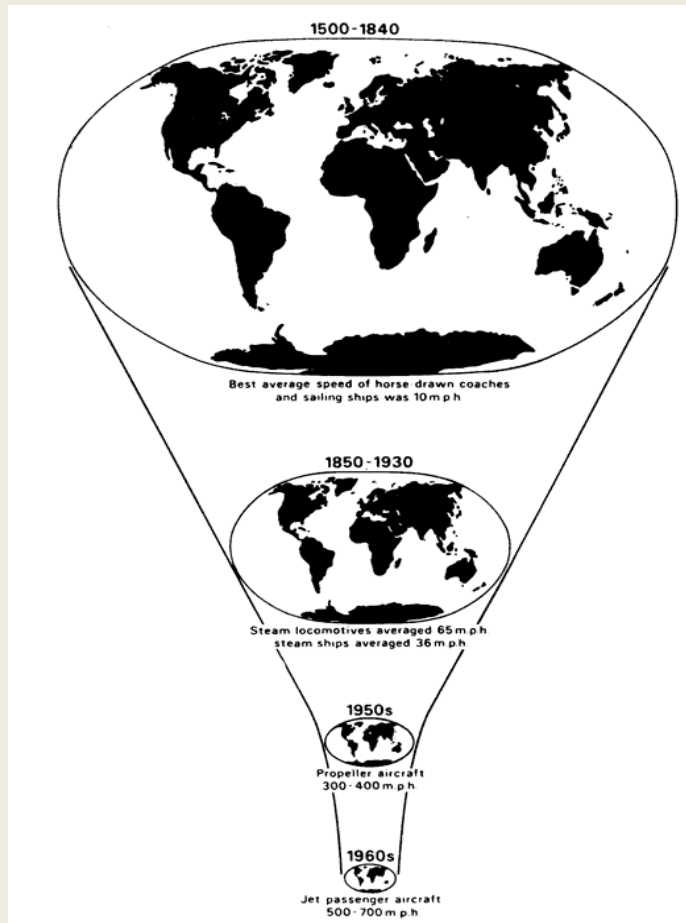 1500-1840
Best average speed of horse drawn coaches
and sailing ships was 10 m.p.h.
1850-1930
Steam locomotives averaged 65 m.p.h.
steam ships averaged 36 m.p.h.
1950s
Propeller aircraft
300-400 m.p.h.
1960s
Jet passenger aircraft
500-700 m.p.h.